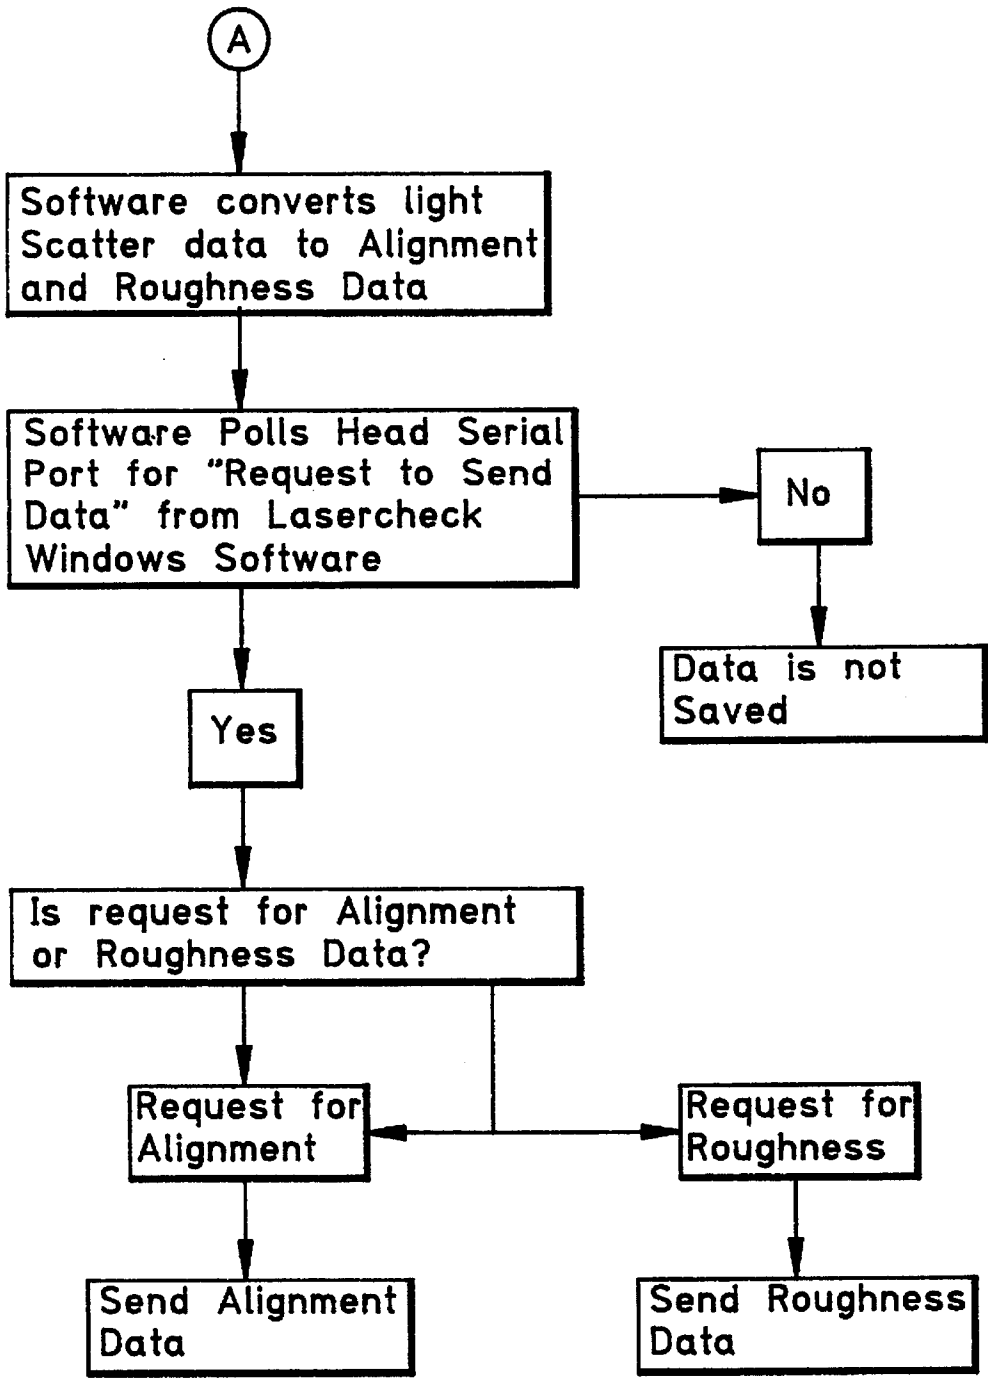 A
Software converts light
Scatter data to Alignment
and Roughness Data
Software Polls Head Serial
Port for "Request to Send
Data" from Lasercheck
Windows Software
No
Data is not
Saved
Yes
Is request for Alignment
or Roughness Data?
Request for
Alignment
Request for
Roughness
Send Alignment
Data
Send Roughness
Data